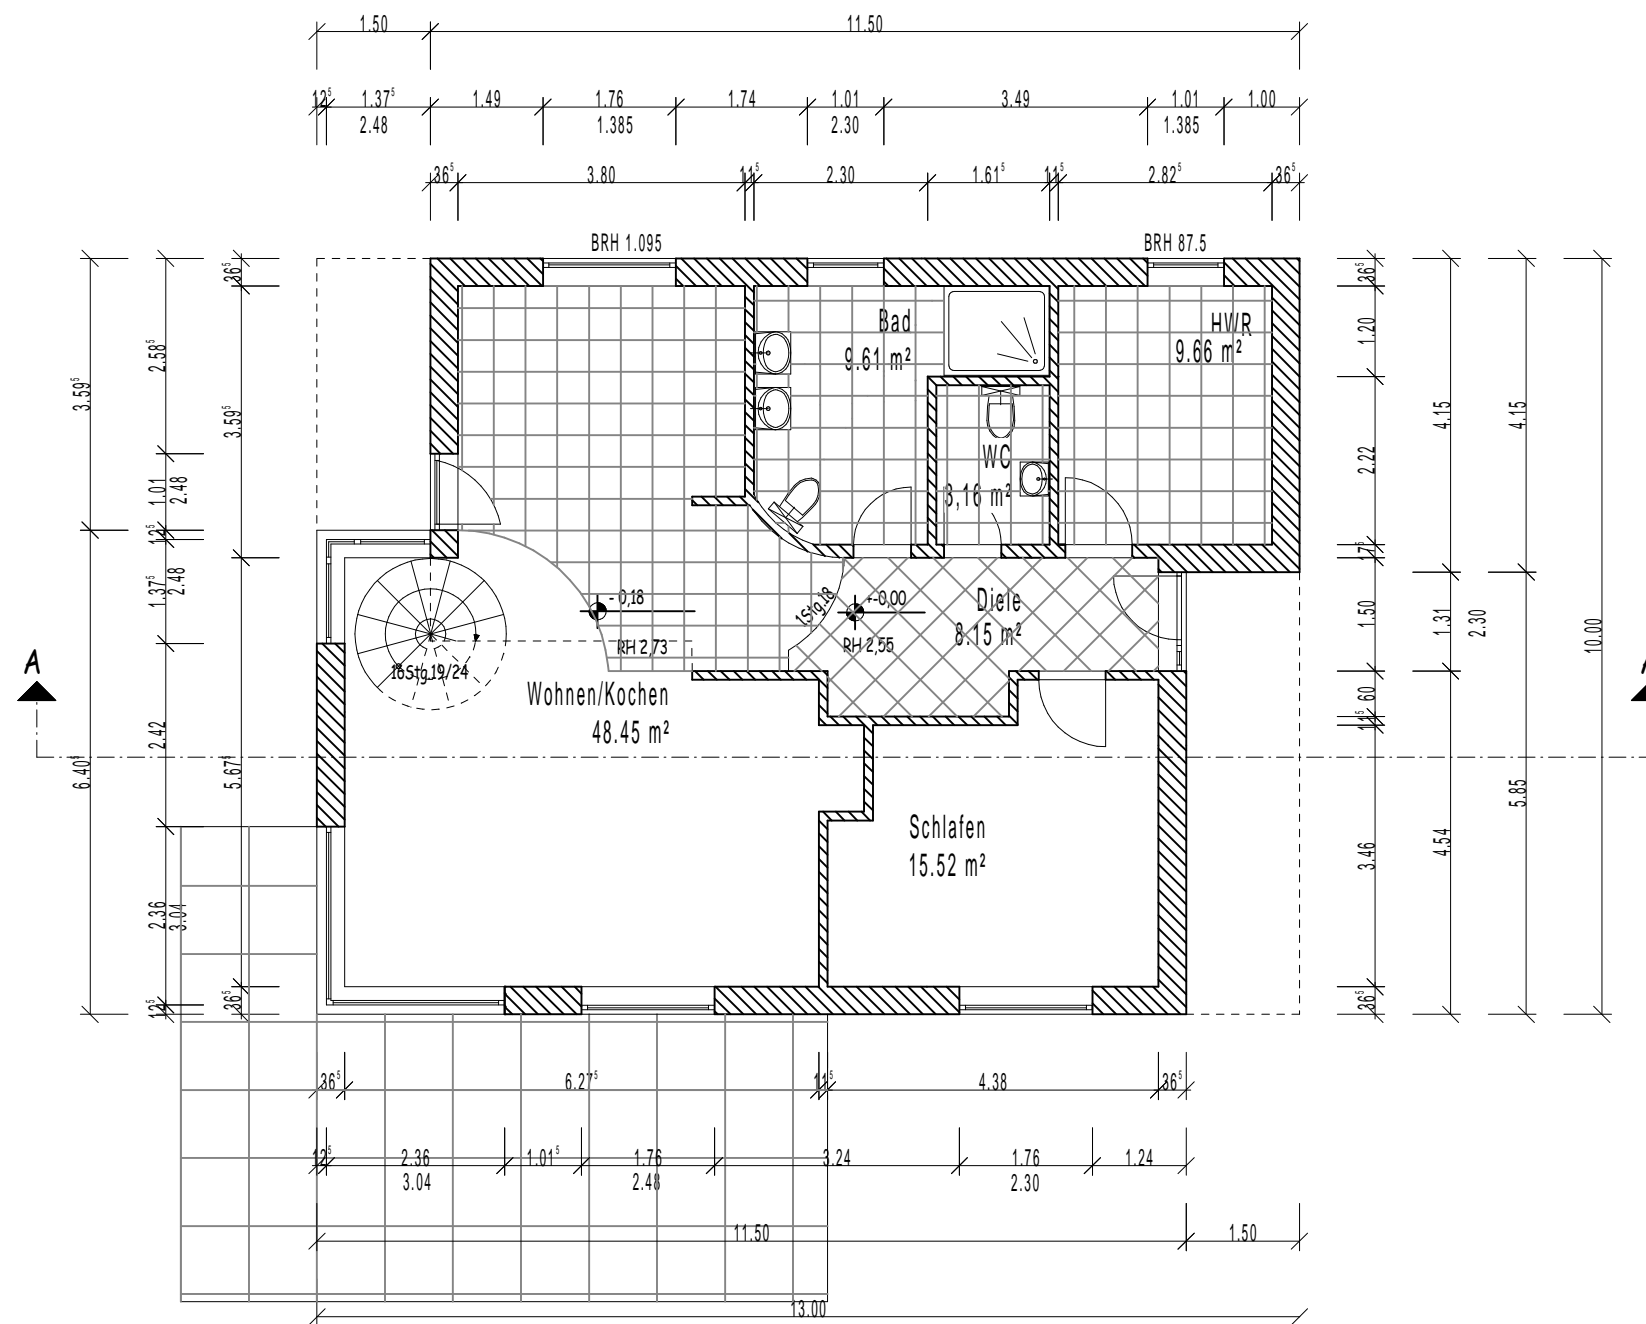 1.50 11.50
12⁵ 1.37⁵ 1.49 1.76 1.74 1.01 3.49 1.01 1.00
2.48 1.385 2.30 1.385
36⁵ 3.80 11⁵ 2.30 1.61⁵ 11⁵ 2.82⁵ 36⁵
BRH 1.095 BRH 87.5
3.59⁵
6.40⁵
2.58⁵
1.01
2.48
12⁵
1.37⁵
2.48
2.42
2.36
3.04
12⁵
36⁵
3.59⁵
5.67⁵
36⁵
Bad
9.61 m²
HWR
9.66 m²
WC
3,16 m²
- 0,18
RH 2,73
1Stg.18
+-0,00
RH 2,55
Diele
8.15 m²
16Stg.19/24
Wohnen/Kochen
48.45 m²
Schlafen
15.52 m²
A
36⁵
1.20
2.22
17⁵
1.50
60
11⁵
3.46
36⁵
4.15
1.31
2.30
4.54
4.15
5.85
10.00
36⁵ 6.27⁵ 11⁵ 4.38 36⁵
12⁵ 2.36 1.01⁵ 1.76 3.24 1.76 1.24
3.04 2.48 2.30
11.50 1.50
13.00